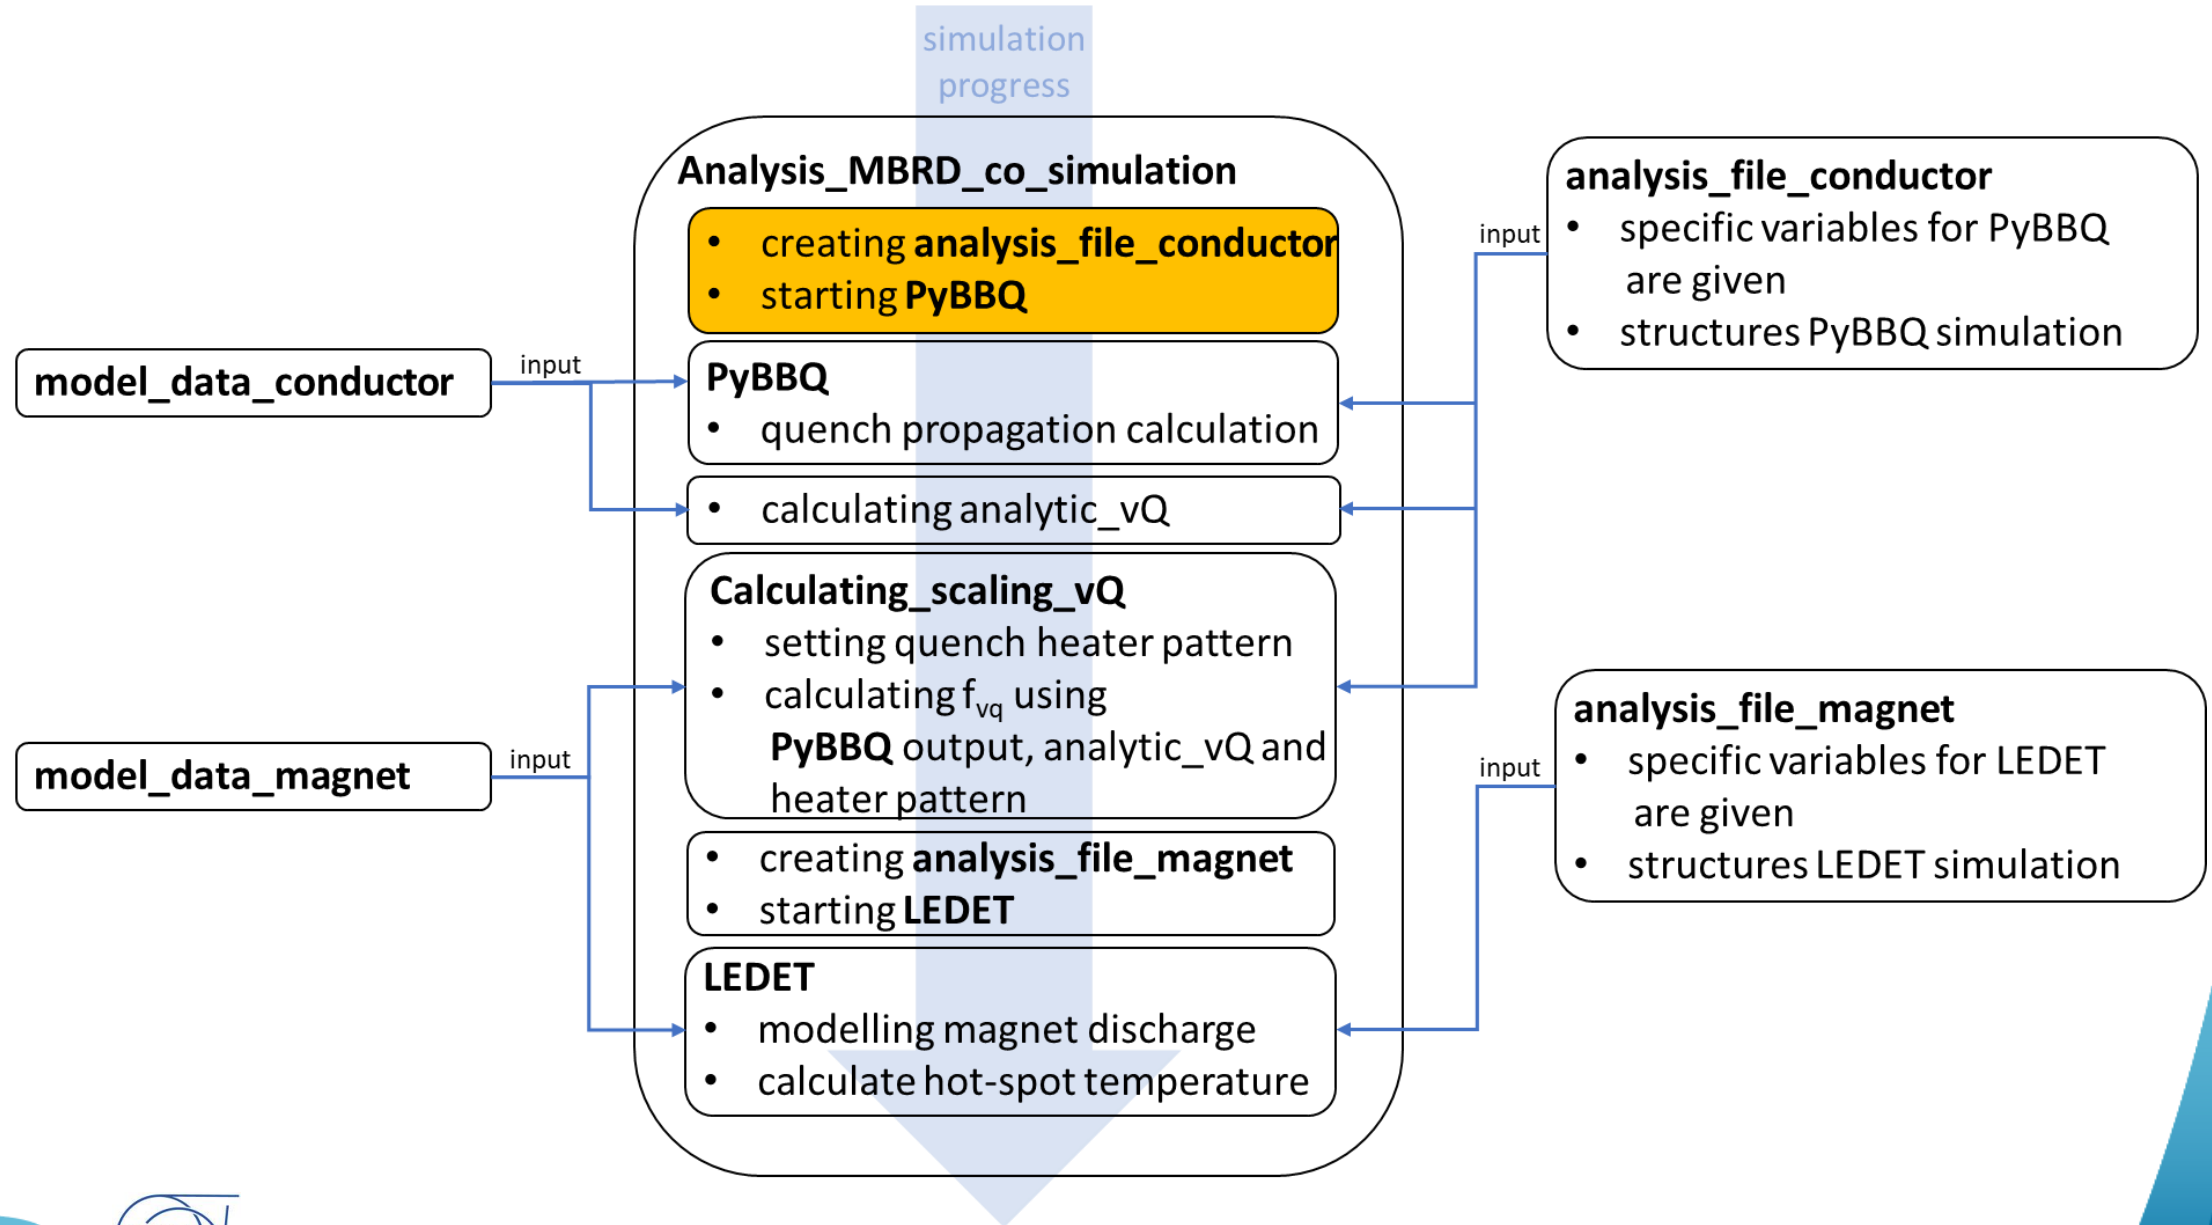 simulation
progress
Analysis_MBRD_co_simulation
• creating analysis_file_conductor
• starting PyBBQ
model_data_conductor
input
PyBBQ
• quench propagation calculation
• calculating analytic_vQ
Calculating_scaling_vQ
• setting quench heater pattern
• calculating fvq using
PyBBQ output, analytic_vQ and
heater pattern
model_data_magnet
input
• creating analysis_file_magnet
• starting LEDET
LEDET
• modelling magnet discharge
• calculate hot-spot temperature
input
analysis_file_conductor
• specific variables for PyBBQ
are given
• structures PyBBQ simulation
input
analysis_file_magnet
• specific variables for LEDET
are given
• structures LEDET simulation